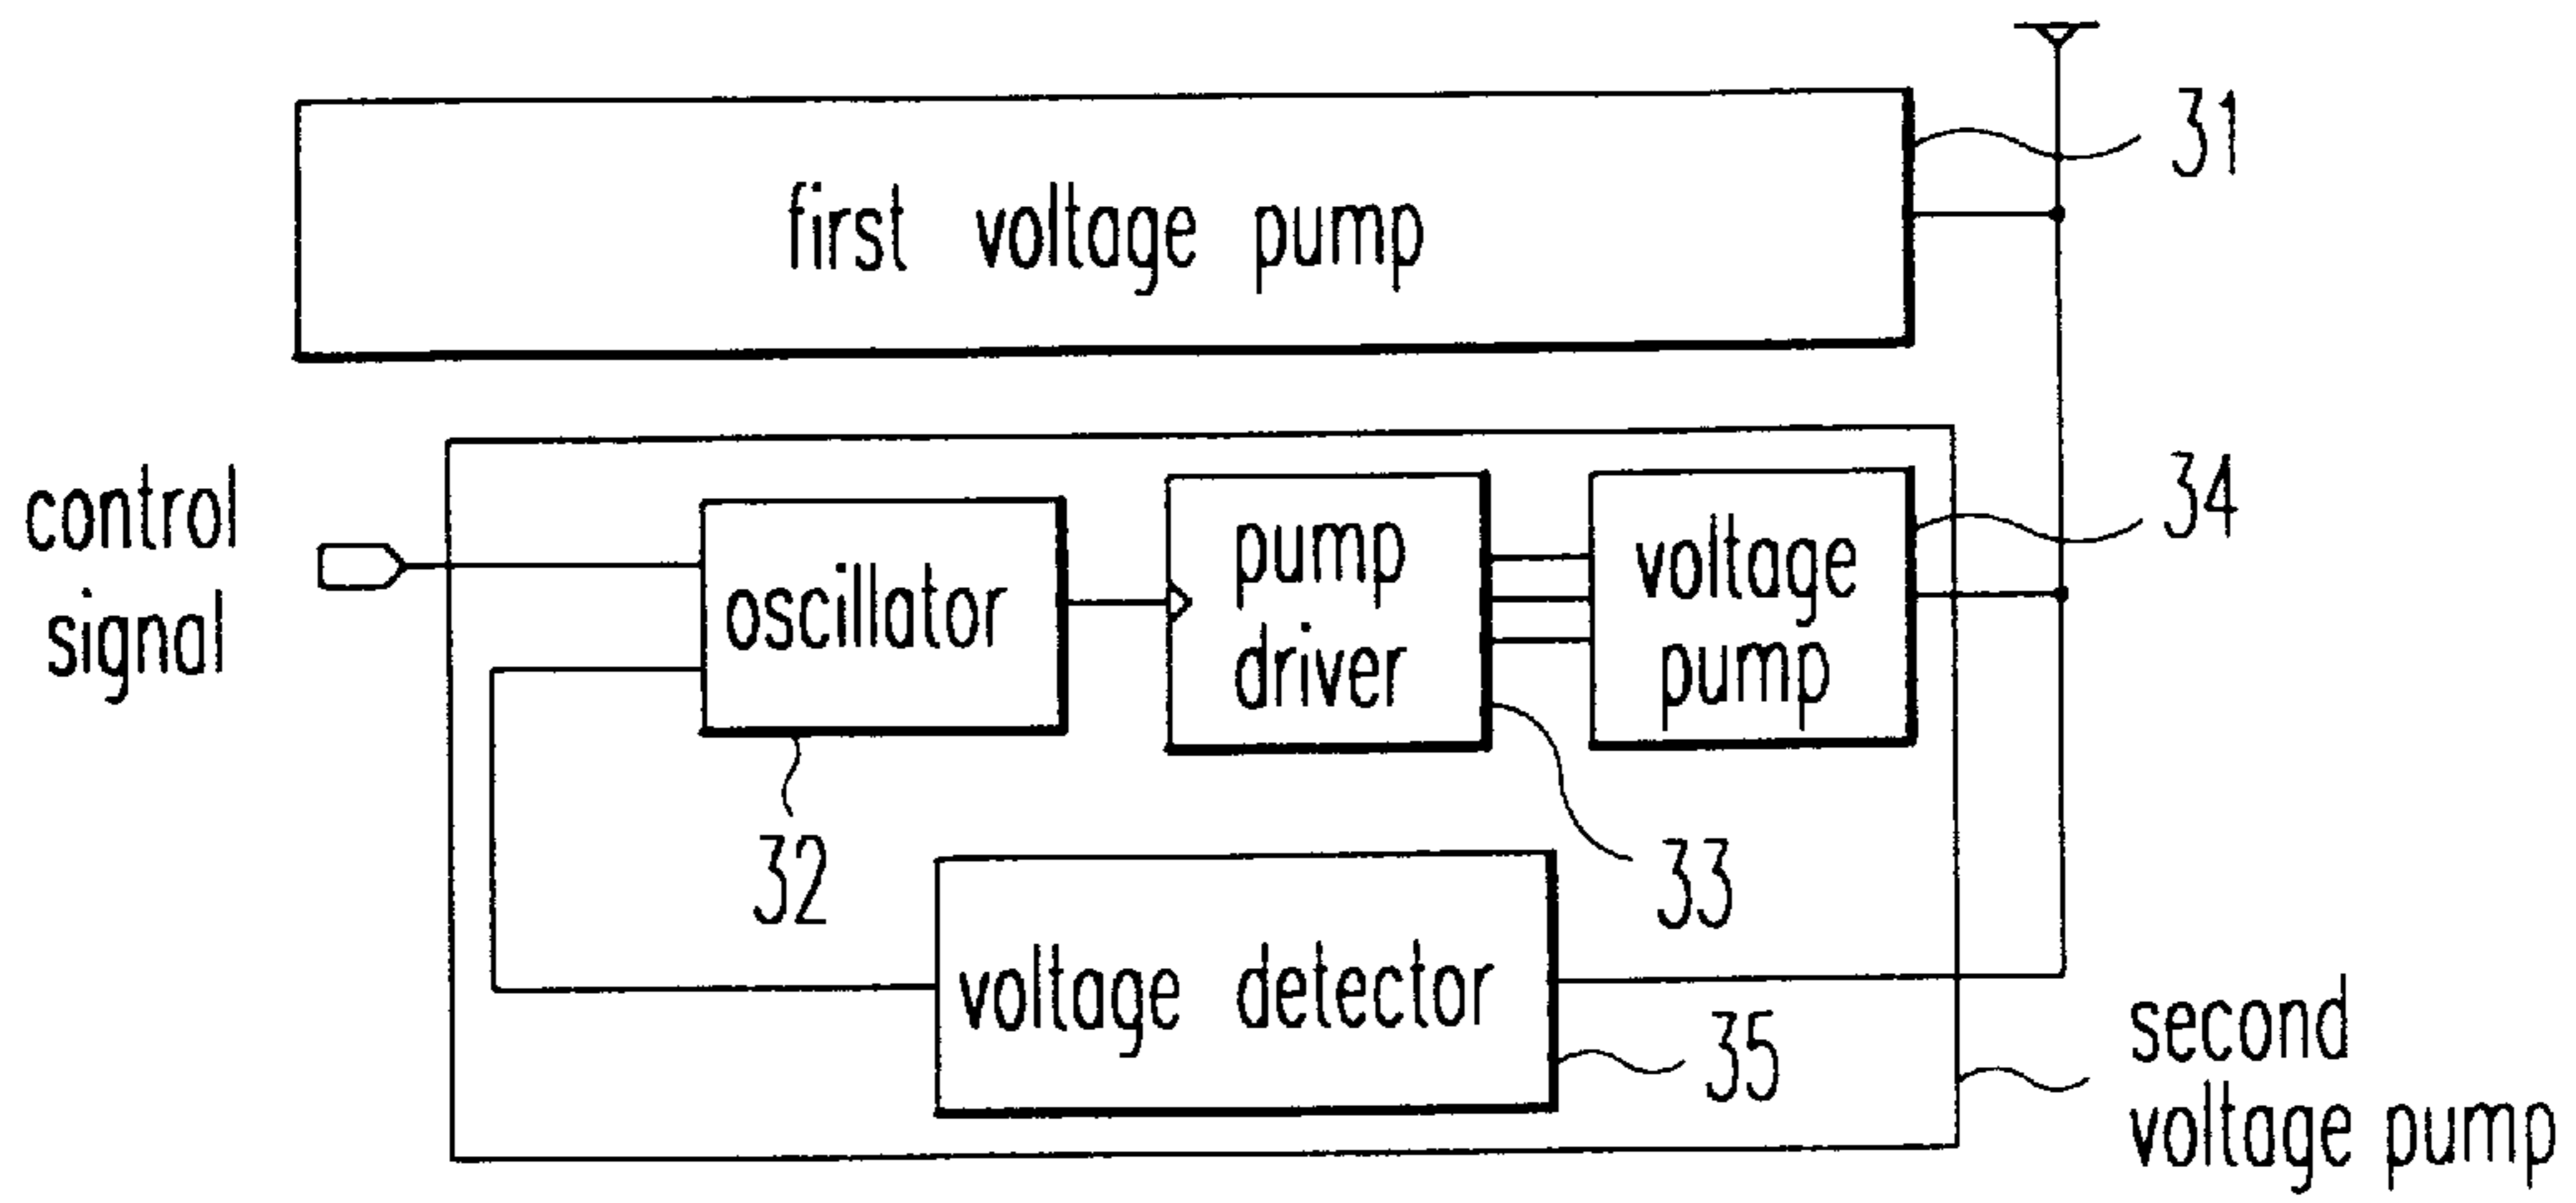 31
first voltage pump
control
signal
34
oscillator
pump
driver
voltage
pump
32
33
voltage detector
35
second
voltage pump